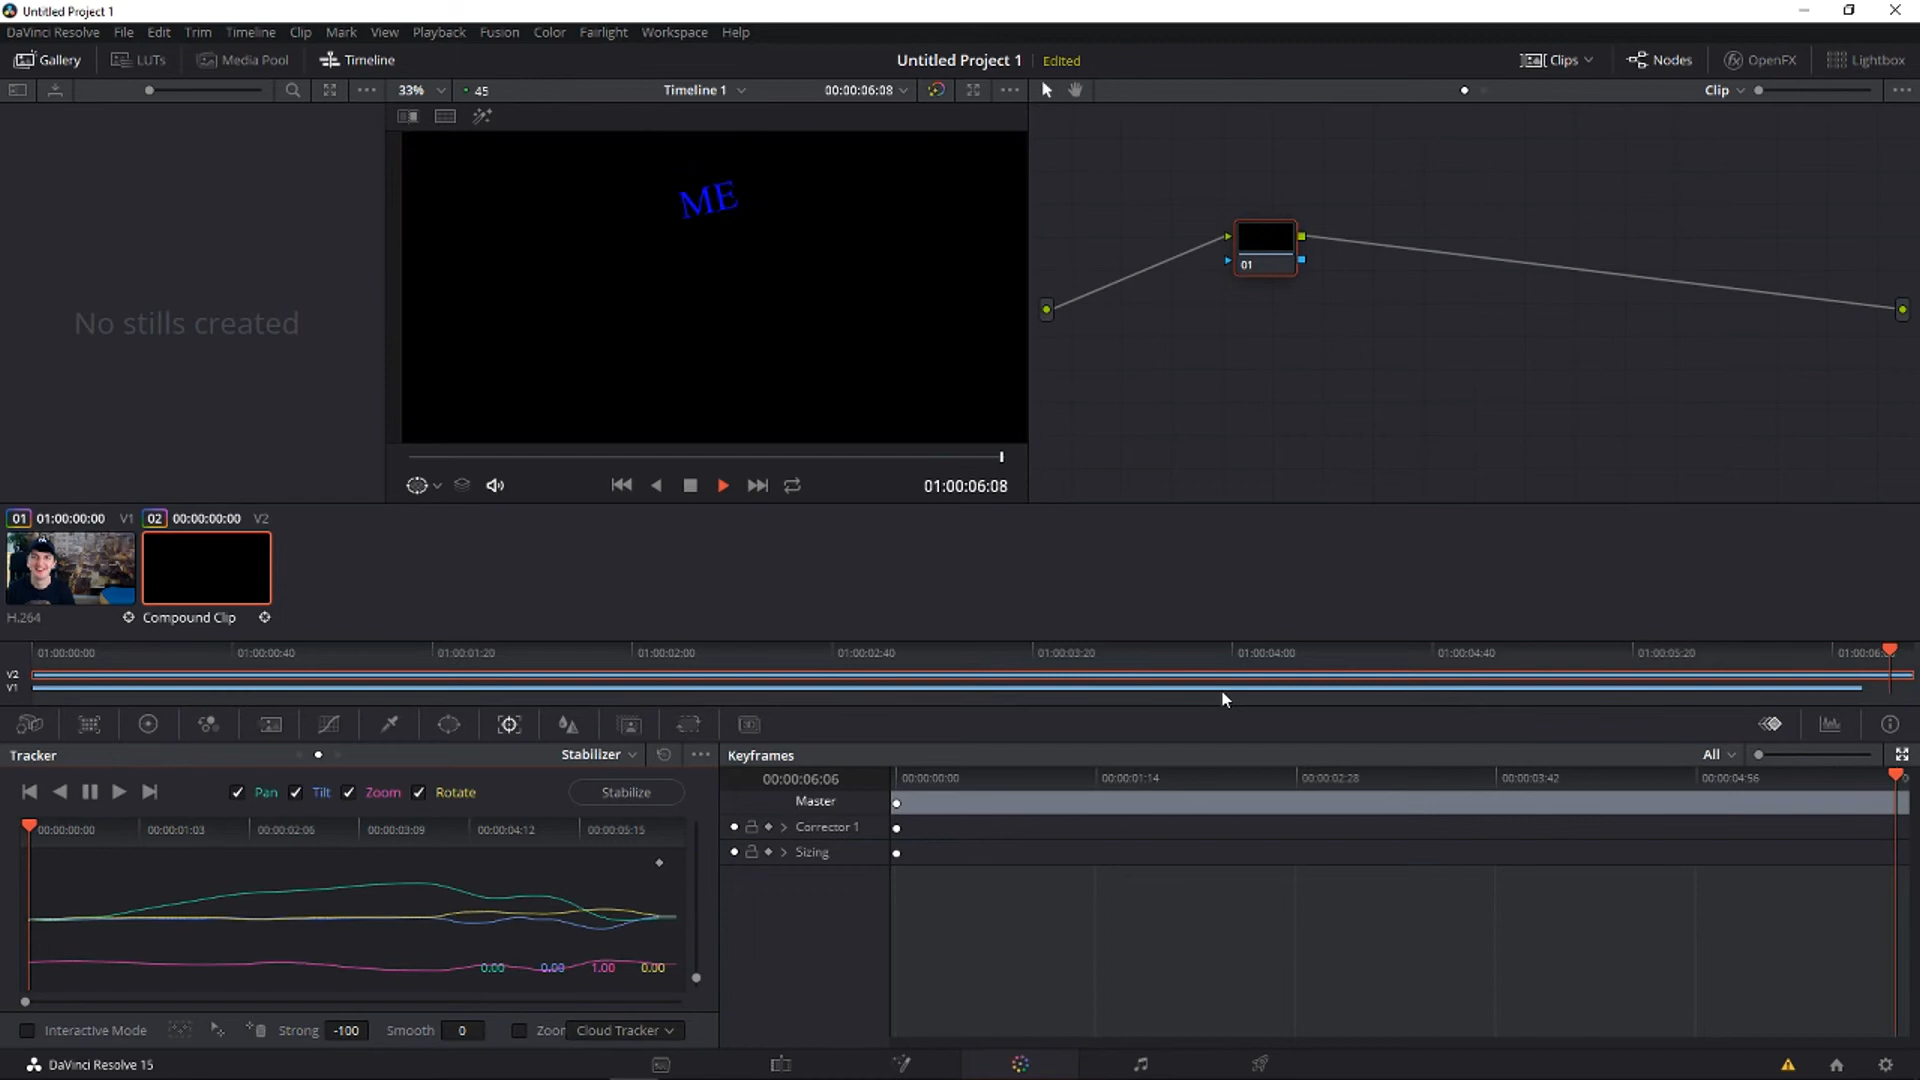 Untitled Project 1
DaVinci Resolve File Edit Trim Timeline Clip Mark View Playback Fusion Color Fairlight Workspace Help
Gallery LUTs Media Pool Timeline Untitled Project 1 Edited Clips Nodes OpenFX Lightbox
33% 45 Timeline 1 00:00:06:08 Clip
ME
No stills created
01
01:00:06:08
01 01:00:00:00 V1 02 00:00:00:00 V2
H.264 Compound Clip
01:00:00:00 01:00:00:40 01:00:01:20 01:00:02:00 01:00:02:40 01:00:03:20 01:00:04:00 01:00:04:40 01:00:05:20 01:00:06:
V2
V1
Tracker Stabilizer Keyframes All
00:00:06:06 00:00:00:00 00:00:01:14 00:00:02:28 00:00:03:42 00:00:04:56
Pan Tilt Zoom Rotate Stabilize Master
00:00:00:00 00:00:01:03 00:00:02:06 00:00:03:09 00:00:04:12 00:00:05:15 Corrector 1
Sizing
0.00 0.00 1.00 0.00
Interactive Mode Strong -100 Smooth 0 Zoor Cloud Tracker
DaVinci Resolve 15